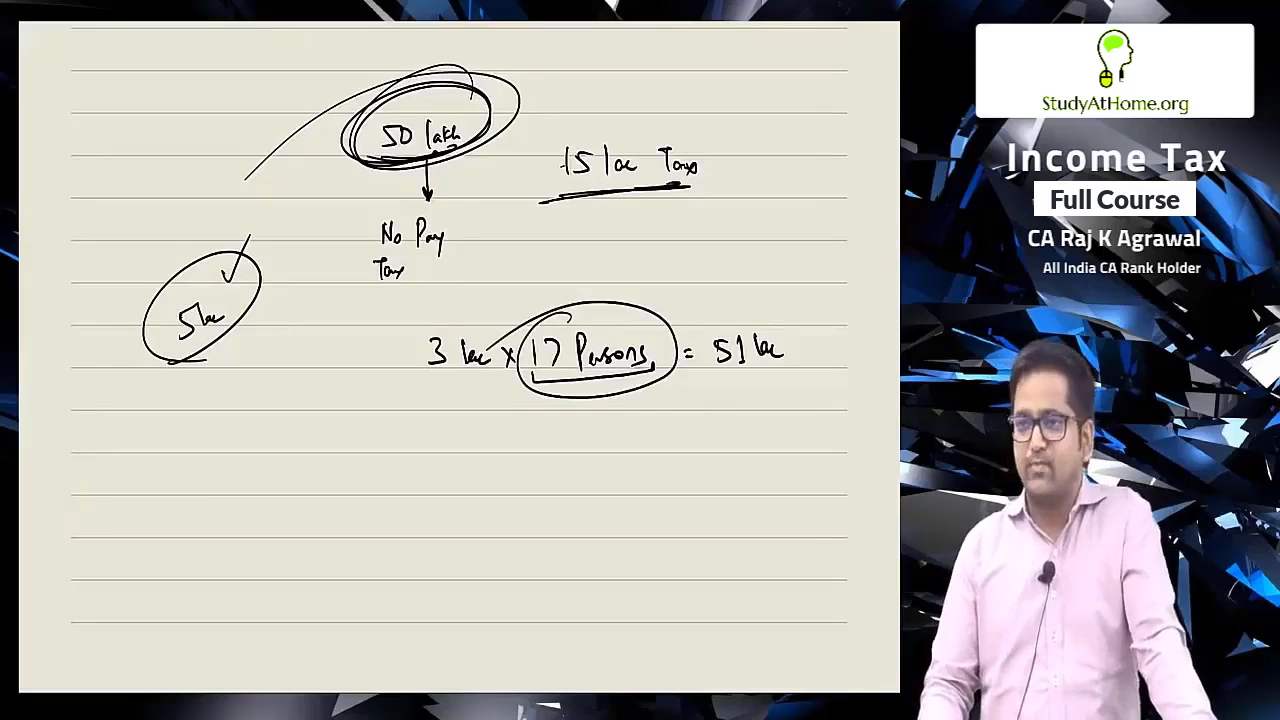 50 lakh
15 lac Tax
No Pay
Tax
5 lac
3 lac x 17 Persons = 51 lac
StudyAtHome.org
Income Tax
Full Course
CA Raj K Agrawal
All India CA Rank Holder